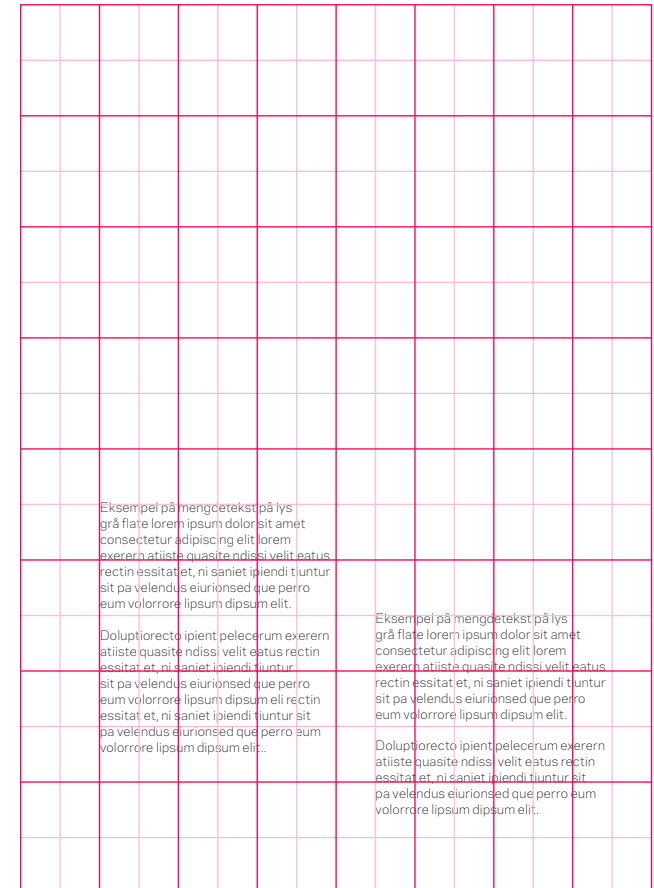 Eksempel på mengdetekst på lys
grå flate lorem ipsum dolor sit amet
consectetur adipiscing elit lorem
exerern atiiste quasite ndissi velit eatus
rectin essitat et, ni saniet ipiendi tiuntur
sit pa velendus eiurionsed que perro
eum volorrore lipsum dipsum elit.
Doluptiorecto ipient pelecerum exerern
atiiste quasite ndissi velit eatus rectin
essitat et, ni saniet ipiendi tiuntur
sit pa velendus eiurionsed que perro
eum volorrore lipsum dipsum eli rectin
essitat et, ni saniet ipiendi tiuntur sit
pa velendus eiurionsed que perro eum
volorrore lipsum dipsum elit..
Eksempel på mengdetekst på lys
grå flate lorem ipsum dolor sit amet
consectetur adipiscing elit lorem
exerern atiiste quasite ndissi velit eatus
rectin essitat et, ni saniet ipiendi tiuntur
sit pa velendus eiurionsed que perro
eum volorrore lipsum dipsum elit.
Doluptiorecto ipient pelecerum exerern
atiiste quasite ndissi velit eatus rectin
essitat et, ni saniet ipiendi tiuntur sit
pa velendus eiurionsed que perro eum
volorrore lipsum dipsum elit.